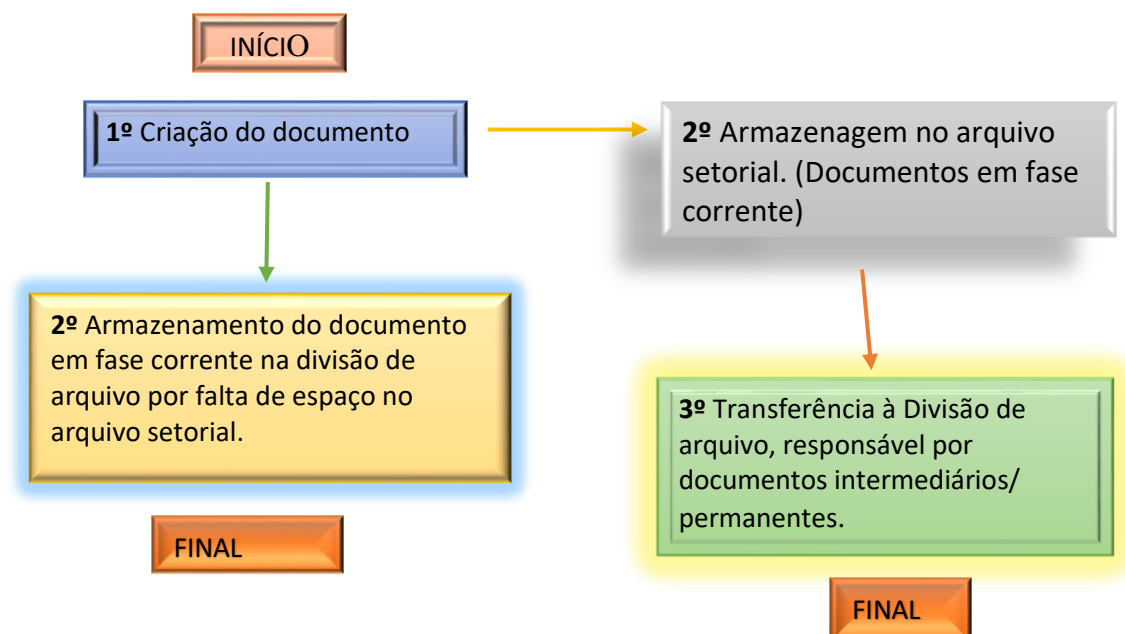 INÍCIO
1º Criação do documento
2º Armazenagem no arquivo
setorial. (Documentos em fase
corrente)
2º Armazenamento do documento
em fase corrente na divisão de
arquivo por falta de espaço no
arquivo setorial.
3º Transferência à Divisão de
arquivo, responsável por
documentos intermediários/
permanentes.
FINAL
FINAL